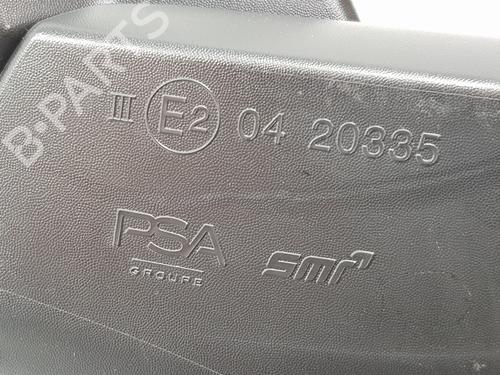 III E2 04 20335
PSA smr
GROUPE
B-PARTS